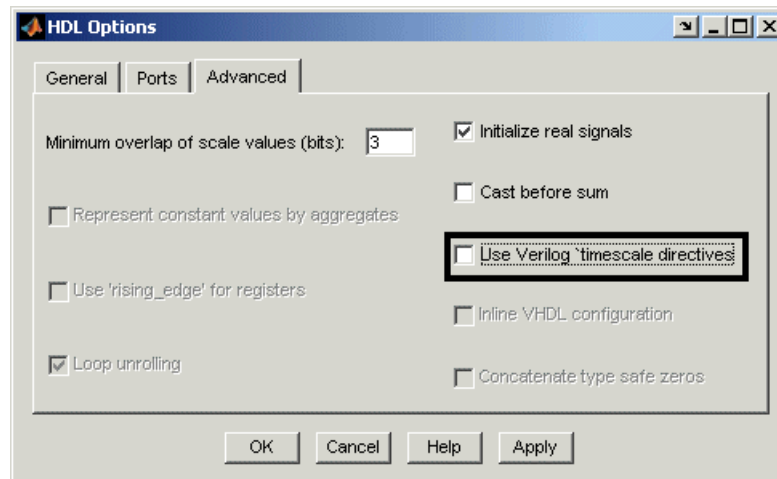 HDL Options
General Ports Advanced
Minimum overlap of scale values (bits): 3
Initialize real signals
Cast before sum
Represent constant values by aggregates
Use Verilog `timescale directives
Use 'rising_edge' for registers
Inline VHDL configuration
Loop unrolling
Concatenate type safe zeros
OK Cancel Help Apply